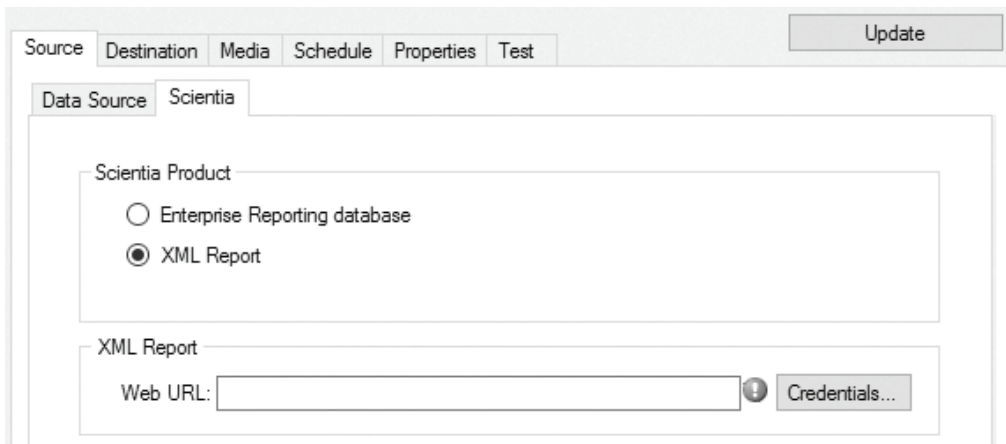 Update
Source Destination Media Schedule Properties Test
Data Source Scientia
Scientia Product
Enterprise Reporting database
XML Report
XML Report
Web URL: Credentials...